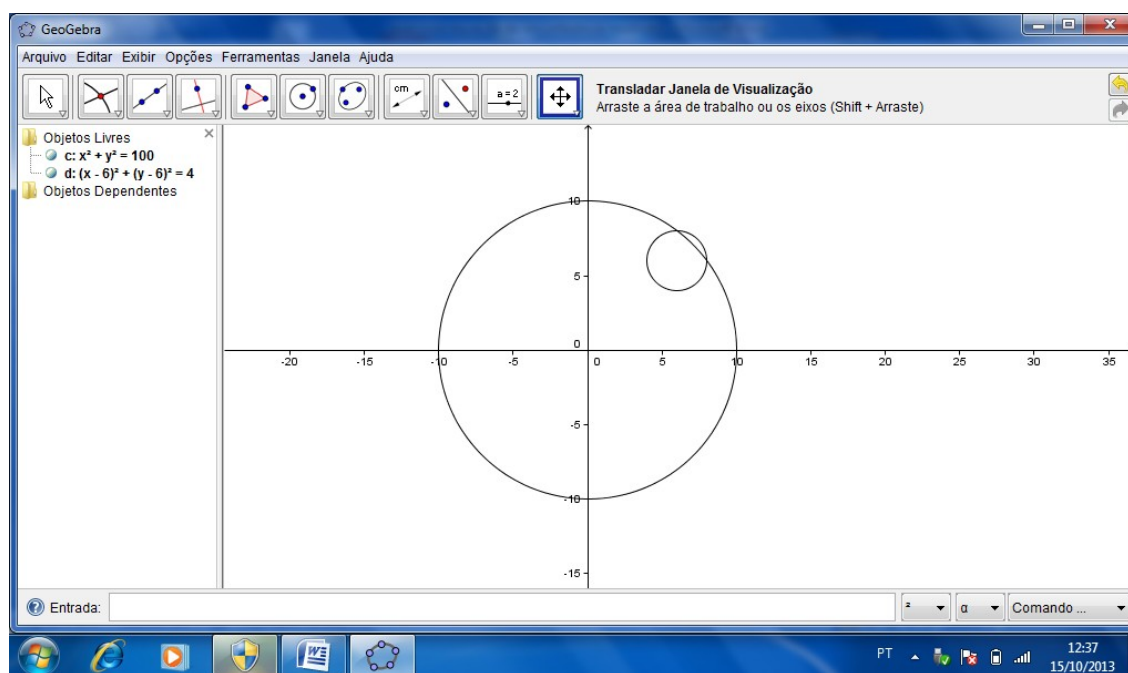 GeoGebra
Arquivo Editar Exibir Opções Ferramentas Janela Ajuda
cm
a = 2
Transladar Janela de Visualização
Arraste a área de trabalho ou os eixos (Shift + Arraste)
Objetos Livres
c: x² + y² = 100
d: (x - 6)² + (y - 6)² = 4
Objetos Dependentes
10
5
0
-20 -15 -10 -5 0 5 10 15 20 25 30 35
-5
-10
-15
Entrada:
² α Comando ...
PT
12:37
15/10/2013